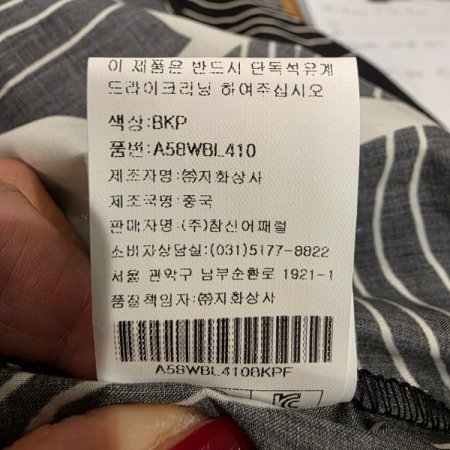 이 제품은 반드시 단독석유계
드라이크리닝 하여주십시오
색상:BKP
품번:A58WBL410
제조자명:㈜지화상사
제조국명:중국
판매자명:(주)참신어패럴
소비자상담실:(031)5177-8822
서울 관악구 남부순환로 1921-1
품질책임자:㈜지화상사
A58WBL410BKPF